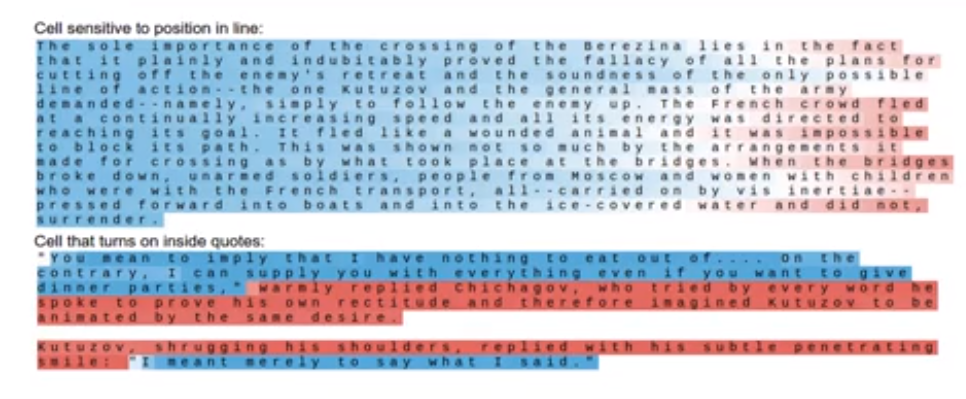 Cell sensitive to position in line:
The sole importance of the crossing of the Berezina lies in the fact
that it plainly and indubitably proved the fallacy of all the plans for
cutting off the enemy's retreat and the soundness of the only possible
line of action--the one Kutuzov and the general mass of the army
demanded--namely, simply to follow the enemy up. The French crowd fled
at a continually increasing speed and all its energy was directed to
reaching its goal. It fled like a wounded animal and it was impossible
to block its path. This was shown not so much by the arrangements it
made for crossing as by what took place at the bridges. When the bridges
broke down, unarmed soldiers, people from Moscow and women with children
who were with the French transport, all--carried on by vis inertiae--
pressed forward into boats and into the ice-covered water and did not,
surrender.
Cell that turns on inside quotes:
"You mean to imply that I have nothing to eat out of.... On the
contrary, I can supply you with everything even if you want to give
dinner parties," warmly replied Chichagov, who tried by every word he
spoke to prove his own rectitude and therefore imagined Kutuzov to be
animated by the same desire.
Kutuzov, shrugging his shoulders, replied with his subtle penetrating
smile: "I meant merely to say what I said."